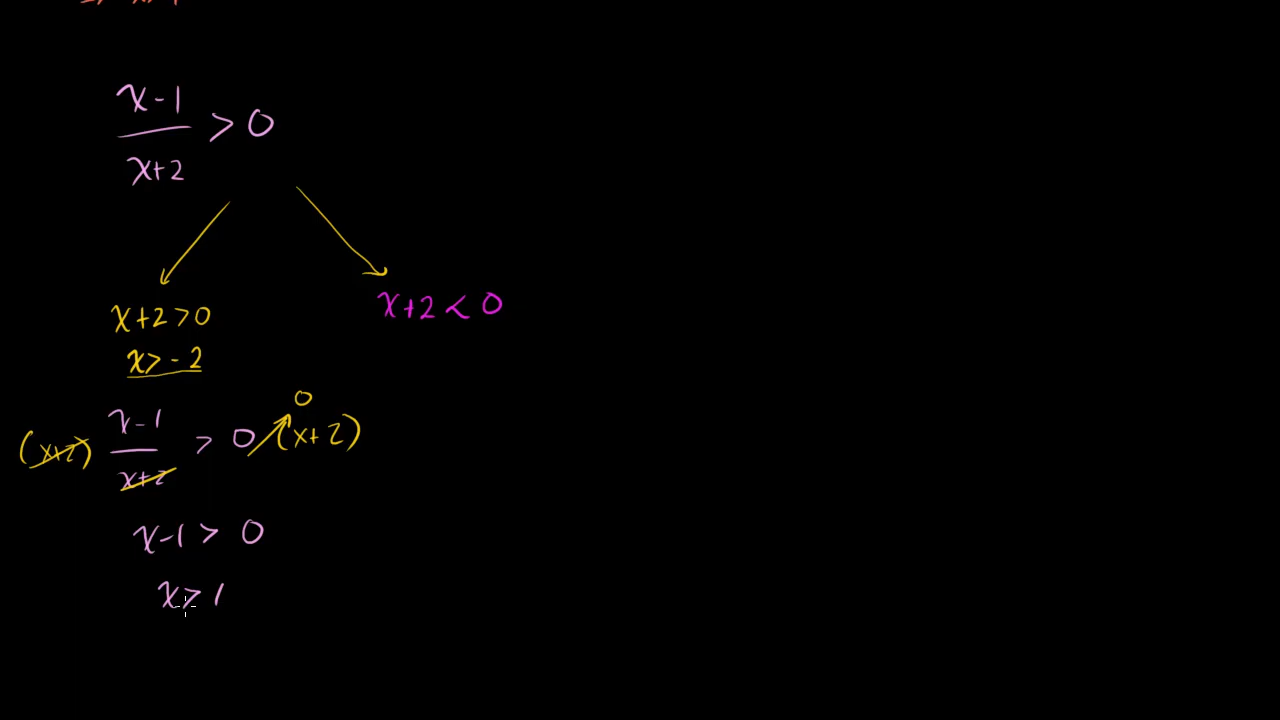 x-1
x+2 > 0
x+2>0
x+2 < 0
x>-2
0
(x+2) x-1 > 0 (x+2)
x+2
x-1 > 0
x > 1